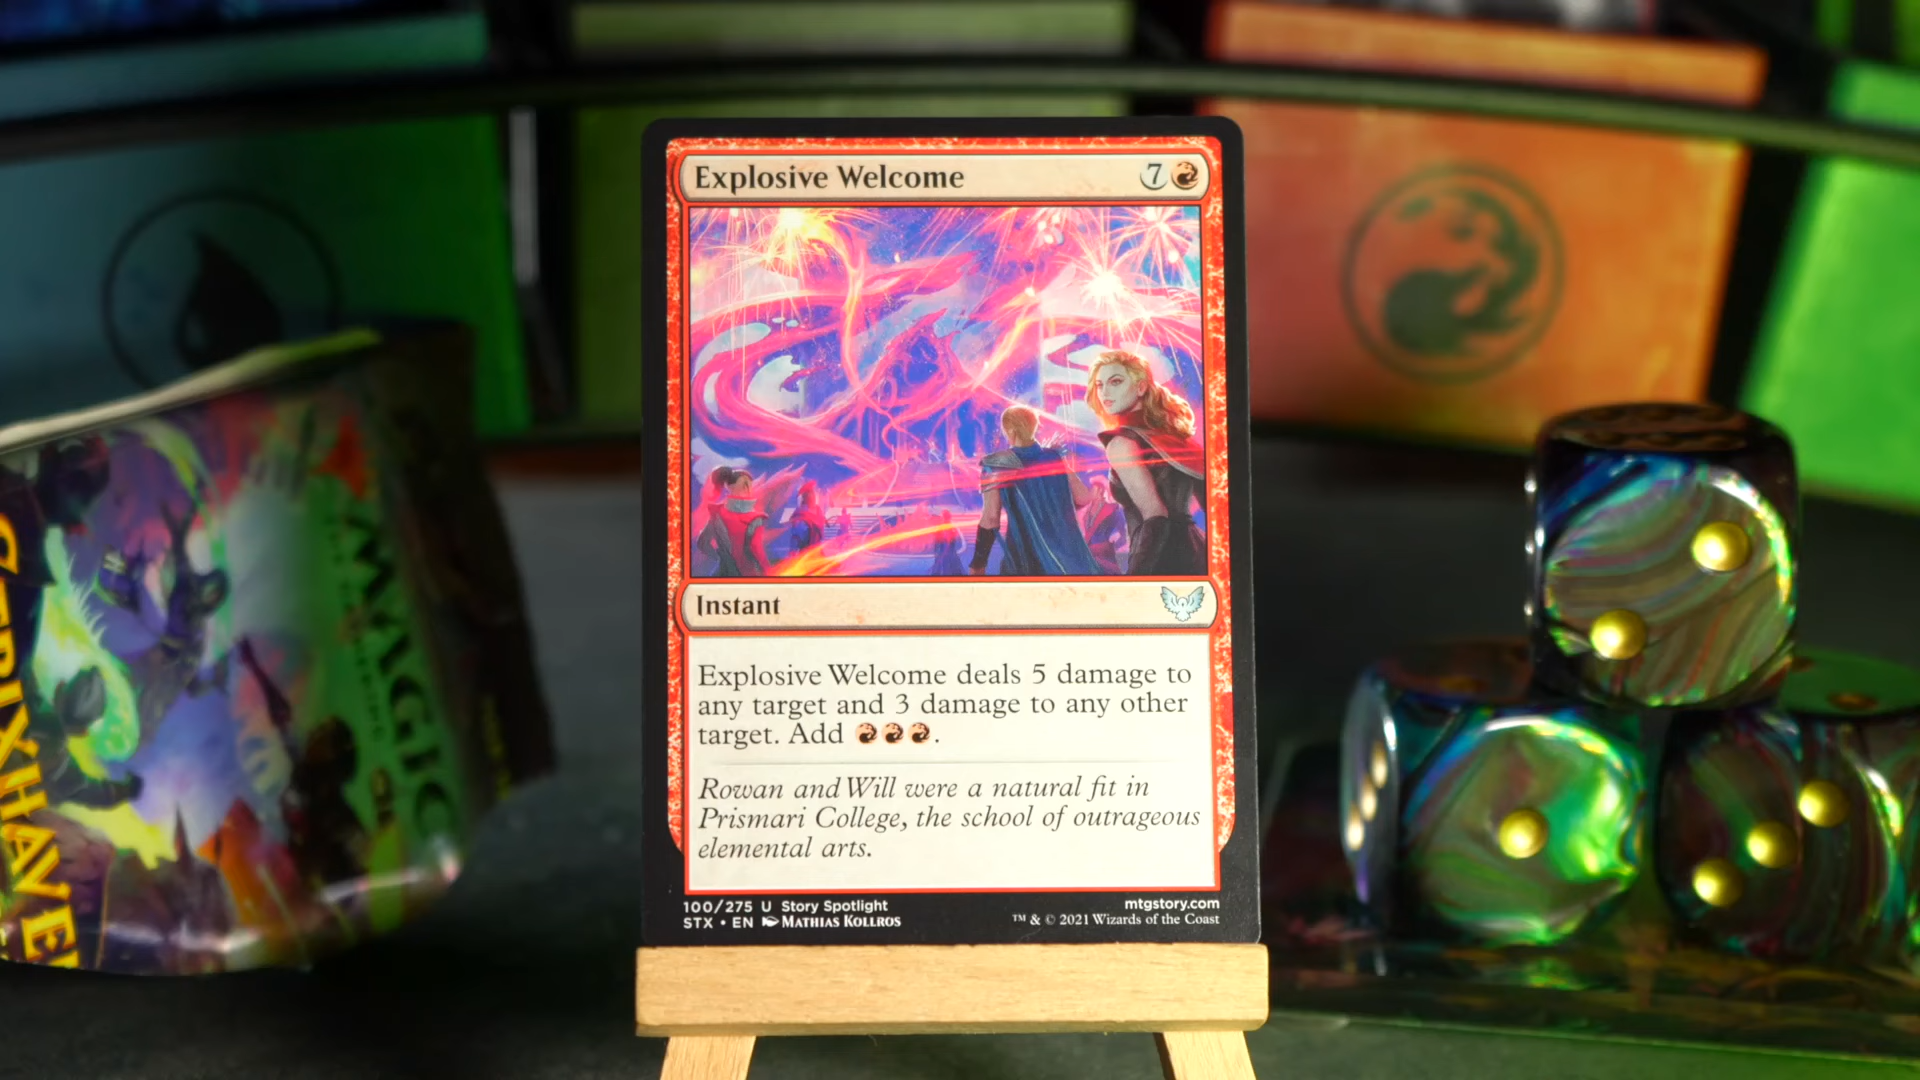 Explosive Welcome 7
Instant
Explosive Welcome deals 5 damage to
any target and 3 damage to any other
target. Add .
Rowan and Will were a natural fit in
Prismari College, the school of outrageous
elemental arts.
100/275 U Story Spotlight
STX • EN Mathias Kollros
mtgstory.com
™ & © 2021 Wizards of the Coast
MAGIC